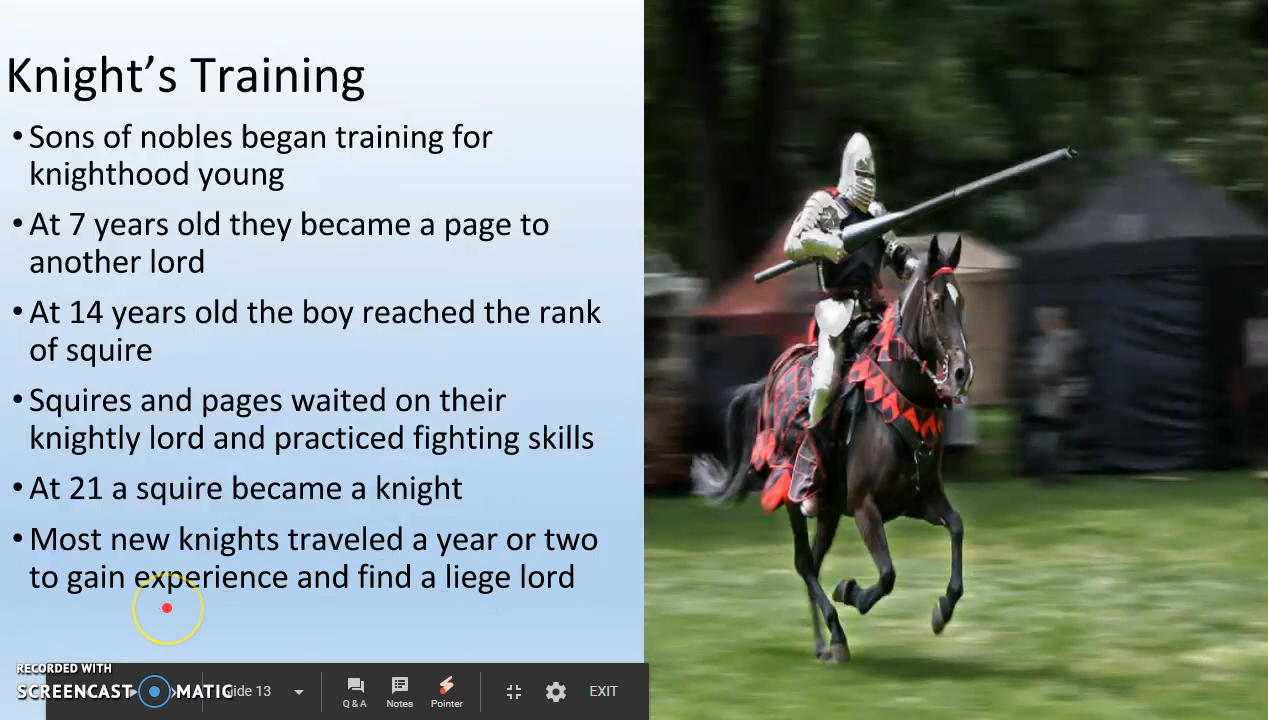 Knight’s Training
•Sons of nobles began training for
knighthood young
•At 7 years old they became a page to
another lord
•At 14 years old the boy reached the rank
of squire
•Squires and pages waited on their
knightly lord and practiced fighting skills
•At 21 a squire became a knight
•Most new knights traveled a year or two
to gain experience and find a liege lord
RECORDED WITH
SCREENCAST MATIC
Slide 13
Q & A Notes Pointer EXIT